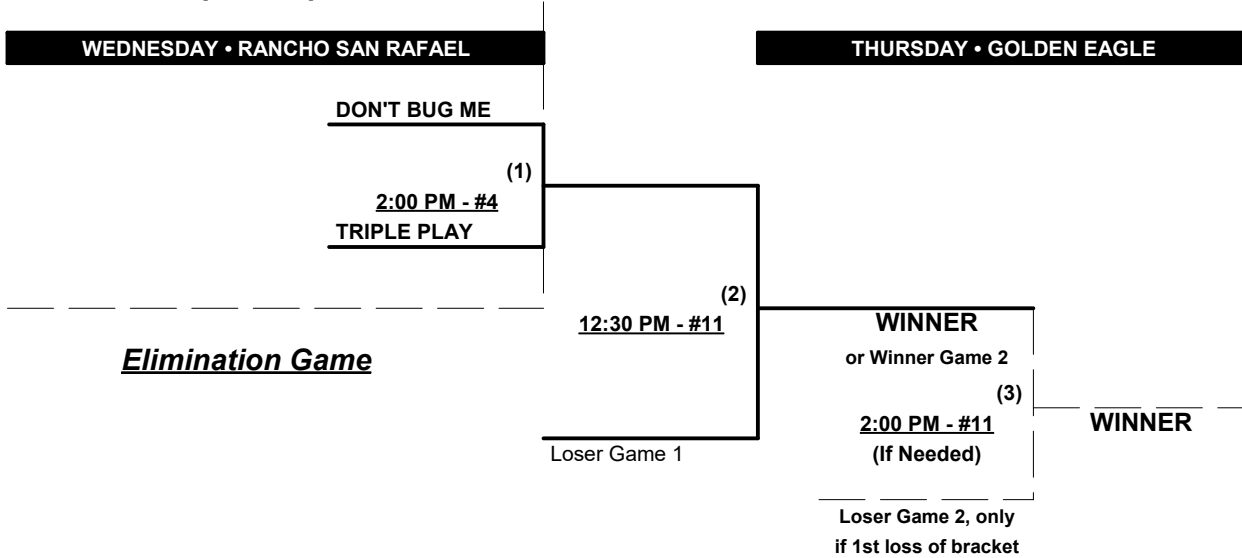 WEDNESDAY • RANCHO SAN RAFAEL
THURSDAY • GOLDEN EAGLE
DON'T BUG ME
(1)
2:00 PM - #4
TRIPLE PLAY
(2)
12:30 PM - #11
WINNER
or Winner Game 2
Elimination Game
(3)
2:00 PM - #11
(If Needed)
WINNER
Loser Game 1
Loser Game 2, only
if 1st loss of bracket